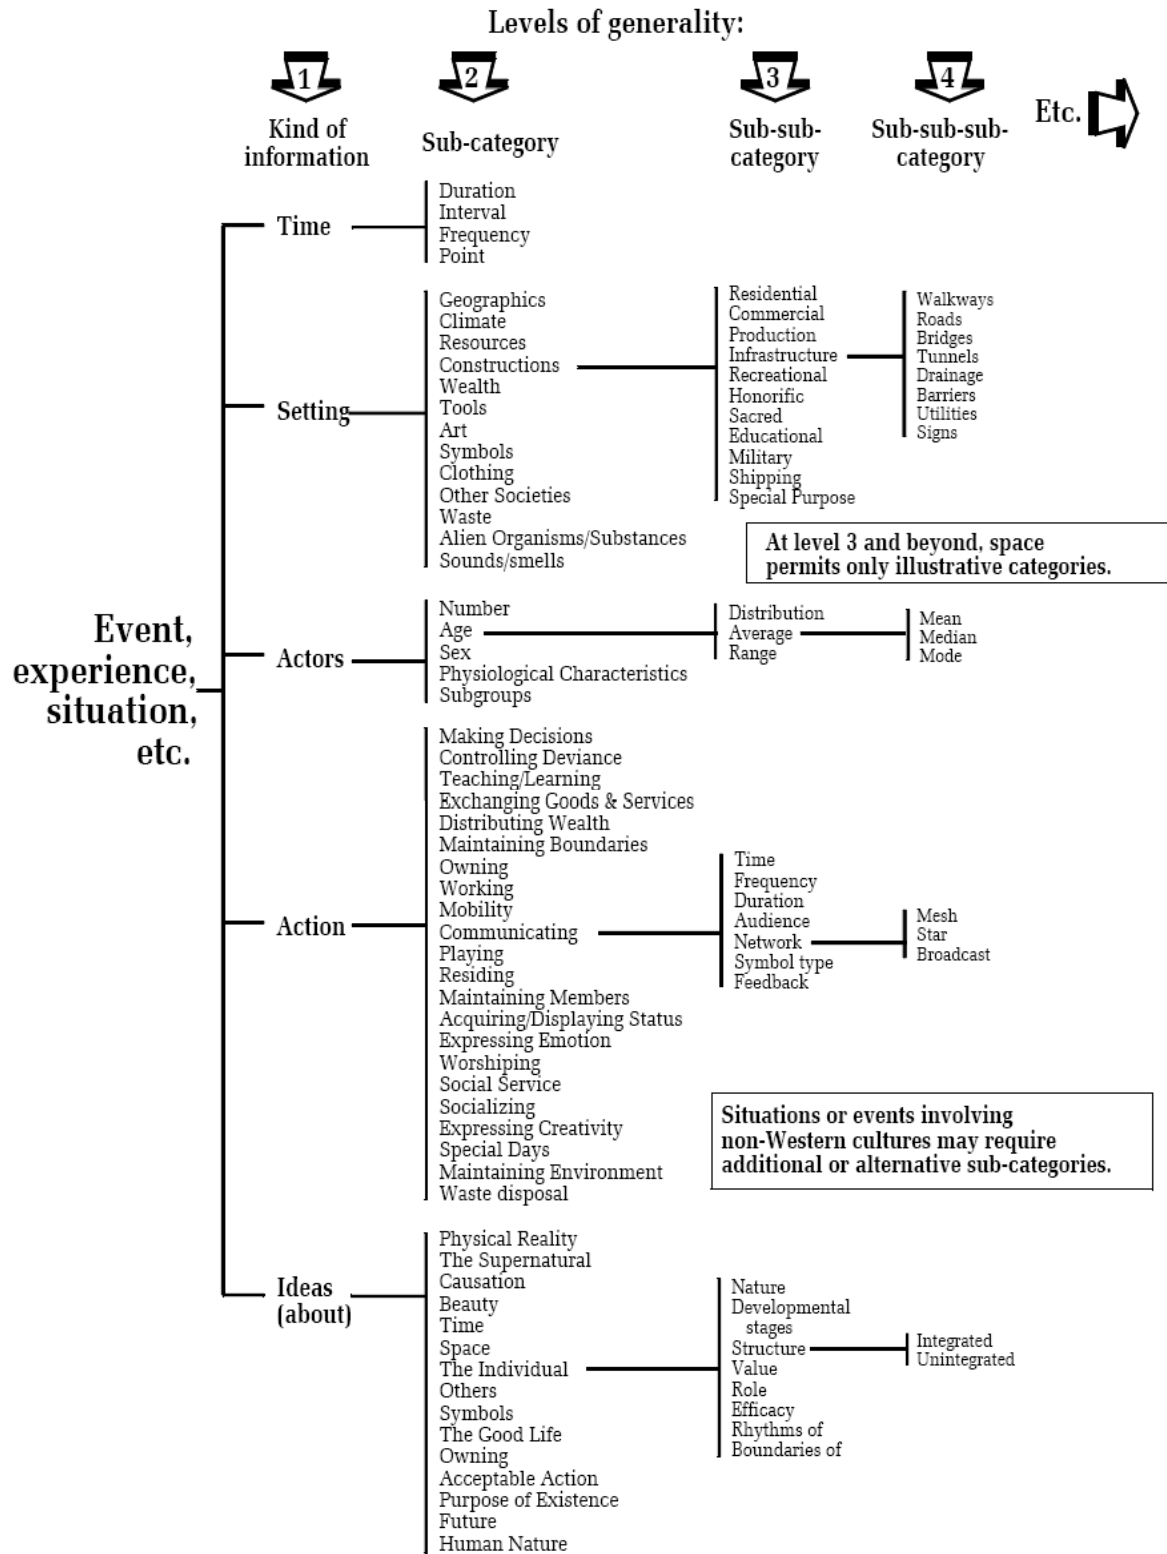 Levels of generality:
1
2
3
4
Etc.
Kind of
information
Sub-category
Sub-sub-
category
Sub-sub-sub-
category
Event,
experience,
situation,
etc.
Time
Duration
Interval
Frequency
Point
Setting
Geographics
Climate
Resources
Constructions
Wealth
Tools
Art
Symbols
Clothing
Other Societies
Waste
Alien Organisms/Substances
Sounds/smells
Residential
Commercial
Production
Infrastructure
Recreational
Honorific
Sacred
Educational
Military
Shipping
Special Purpose
Walkways
Roads
Bridges
Tunnels
Drainage
Barriers
Utilities
Signs
At level 3 and beyond, space
permits only illustrative categories.
Actors
Number
Age
Sex
Physiological Characteristics
Subgroups
Distribution
Average
Range
Mean
Median
Mode
Action
Making Decisions
Controlling Deviance
Teaching/Learning
Exchanging Goods & Services
Distributing Wealth
Maintaining Boundaries
Owning
Working
Mobility
Communicating
Playing
Residing
Maintaining Members
Acquiring/Displaying Status
Expressing Emotion
Worshiping
Social Service
Socializing
Expressing Creativity
Special Days
Maintaining Environment
Waste disposal
Time
Frequency
Duration
Audience
Network
Symbol type
Feedback
Mesh
Star
Broadcast
Situations or events involving
non-Western cultures may require
additional or alternative sub-categories.
Ideas
(about)
Physical Reality
The Supernatural
Causation
Beauty
Time
Space
The Individual
Others
Symbols
The Good Life
Owning
Acceptable Action
Purpose of Existence
Future
Human Nature
Nature
Developmental
stages
Structure
Value
Role
Efficacy
Rhythms of
Boundaries of
Integrated
Unintegrated